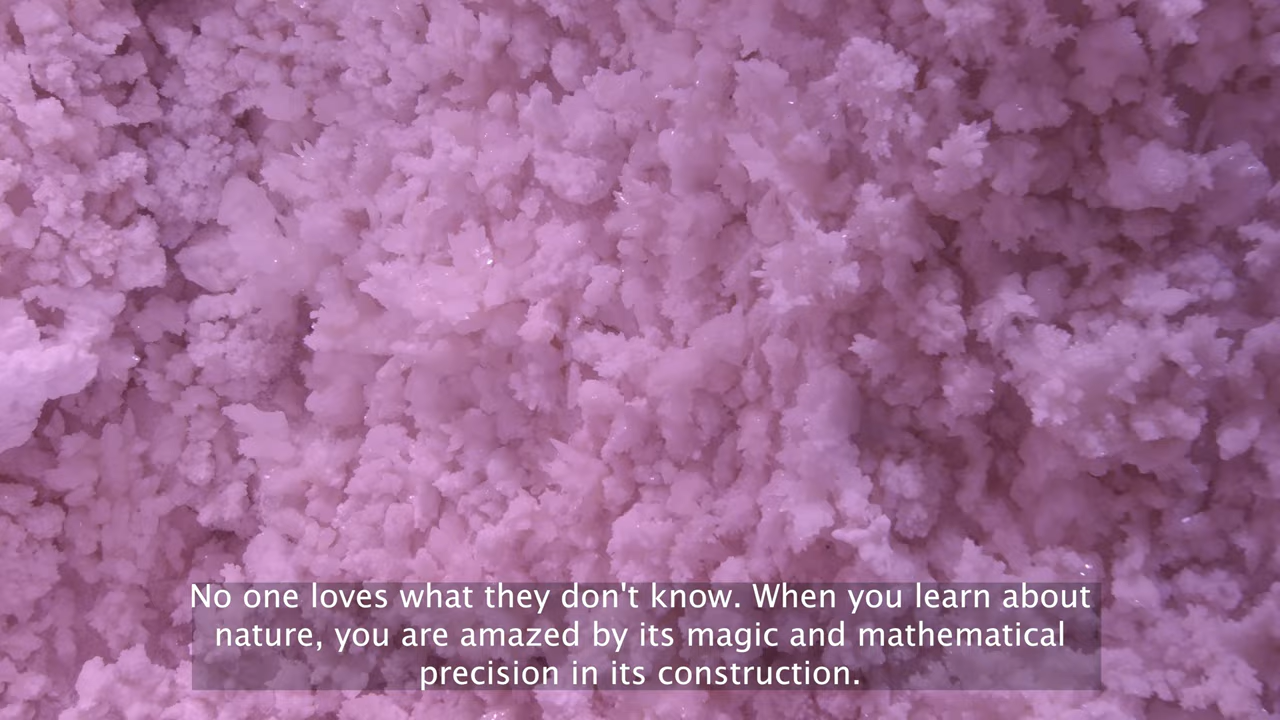 No one loves what they don't know. When you learn about
nature, you are amazed by its magic and mathematical
precision in its construction.